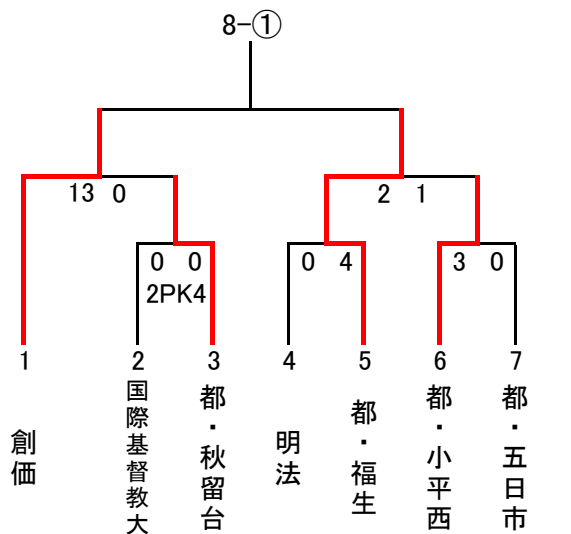 8-①
13 0
2 1
0 0
2PK4
0 4
3 0
1
2
3
4
5
6
7
創価
国際基督教大
都・秋留台
明法
都・福生
都・小平西
都・五日市